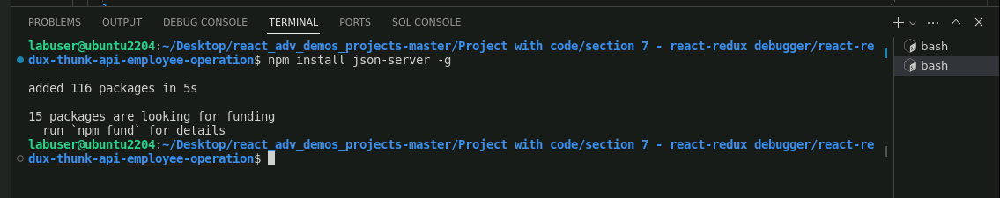 PROBLEMS OUTPUT DEBUG CONSOLE TERMINAL PORTS SQL CONSOLE
labuser@ubuntu2204:~/Desktop/react_adv_demos_projects-master/Project with code/section 7 - react-redux debugger/react-re
dux-thunk-api-employee-operation$ npm install json-server -g
added 116 packages in 5s
15 packages are looking for funding
run `npm fund` for details
labuser@ubuntu2204:~/Desktop/react_adv_demos_projects-master/Project with code/section 7 - react-redux debugger/react-re
dux-thunk-api-employee-operation$
bash
bash